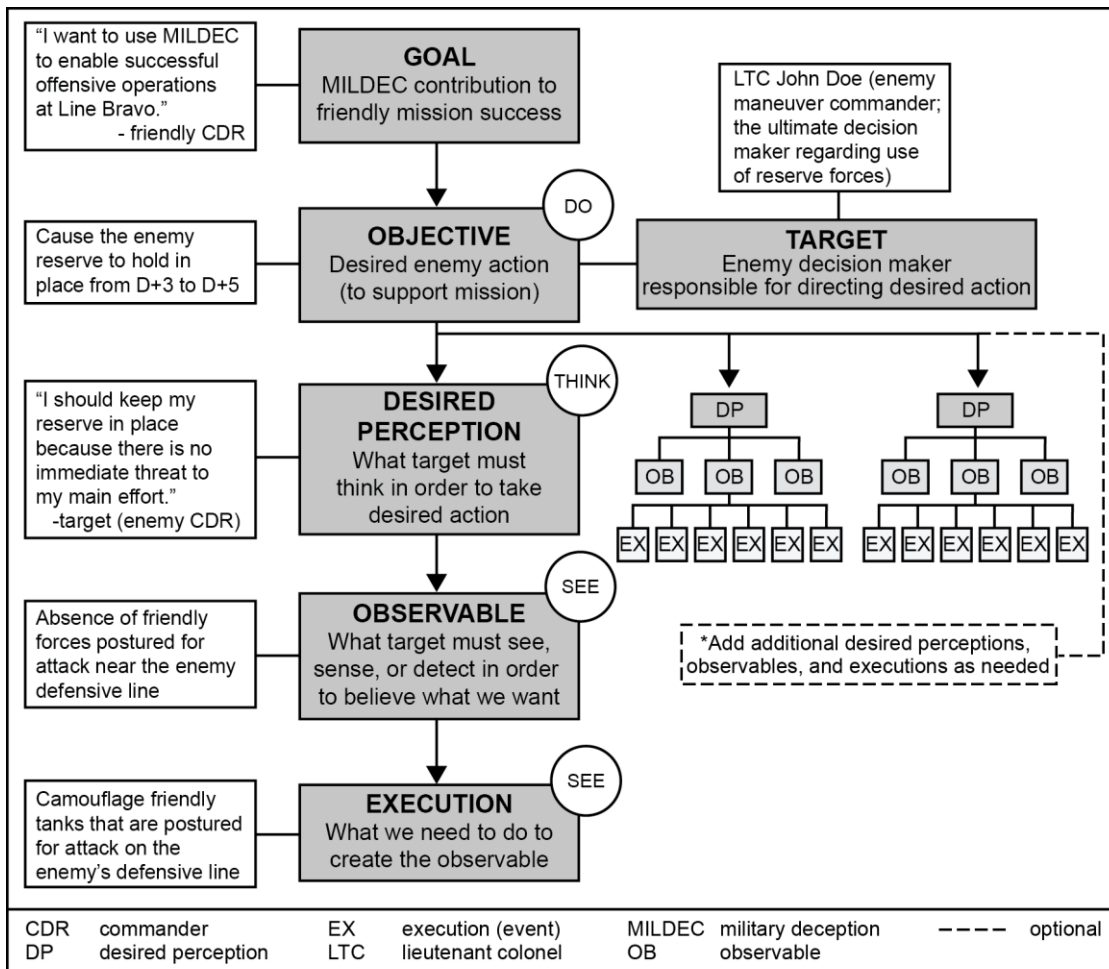 “I want to use MILDEC
to enable successful
offensive operations
at Line Bravo.”
- friendly CDR
GOAL
MILDEC contribution to
friendly mission success
LTC John Doe (enemy
maneuver commander;
the ultimate decision
maker regarding use
of reserve forces)
Cause the enemy
reserve to hold in
place from D+3 to D+5
DO
OBJECTIVE
Desired enemy action
(to support mission)
TARGET
Enemy decision maker
responsible for directing desired action
“I should keep my
reserve in place
because there is no
immediate threat to
my main effort.”
-target (enemy CDR)
THINK
DESIRED
PERCEPTION
What target must
think in order to take
desired action
DP
OB OB OB
EX EX EX EX EX EX
DP
OB OB OB
EX EX EX EX EX EX
Absence of friendly
forces postured for
attack near the enemy
defensive line
SEE
OBSERVABLE
What target must see,
sense, or detect in order
to believe what we want
*Add additional desired perceptions,
observables, and executions as needed
Camouflage friendly
tanks that are postured
for attack on the
enemy’s defensive line
SEE
EXECUTION
What we need to do to
create the observable
CDR commander EX execution (event) MILDEC military deception - - - - - optional
DP desired perception LTC lieutenant colonel OB observable